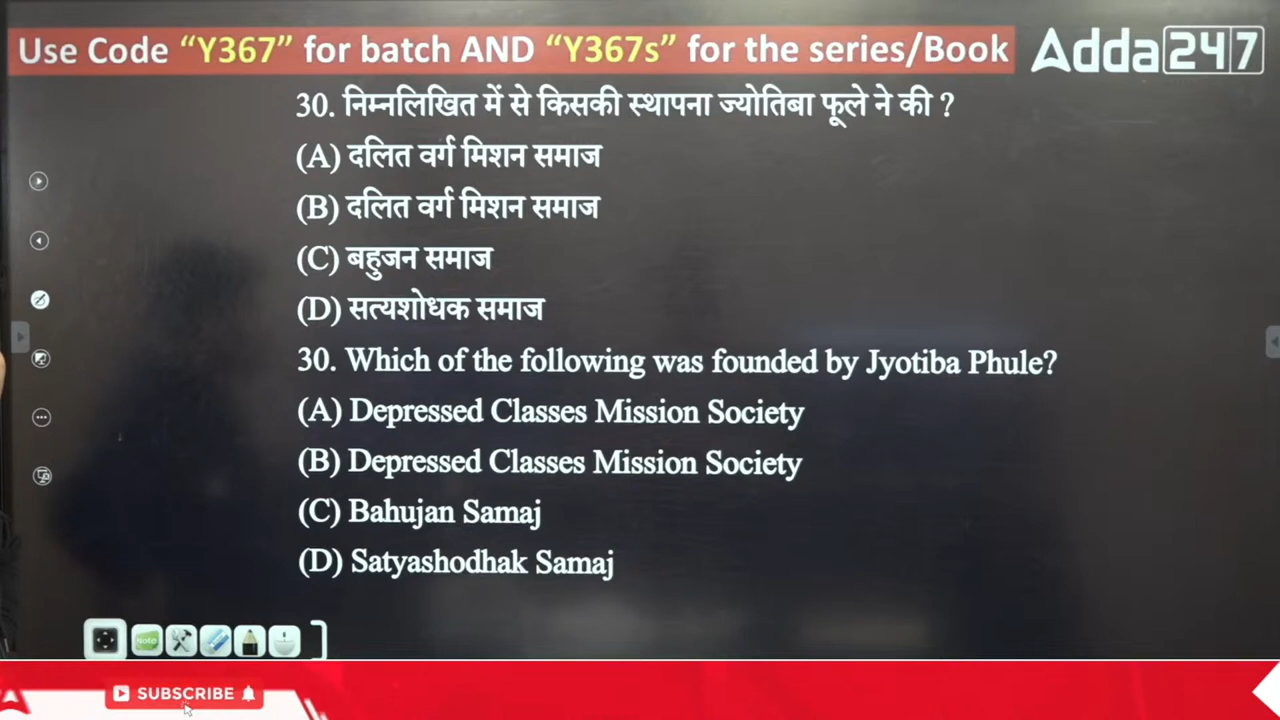 Use Code “Y367” for batch AND “Y367s” for the series/Book
Adda247
30. निम्नलिखित में से किसकी स्थापना ज्योतिबा फूले ने की ?
(A) दलित वर्ग मिशन समाज
(B) दलित वर्ग मिशन समाज
(C) बहुजन समाज
(D) सत्यशोधक समाज
30. Which of the following was founded by Jyotiba Phule?
(A) Depressed Classes Mission Society
(B) Depressed Classes Mission Society
(C) Bahujan Samaj
(D) Satyashodhak Samaj
Note
SUBSCRIBE